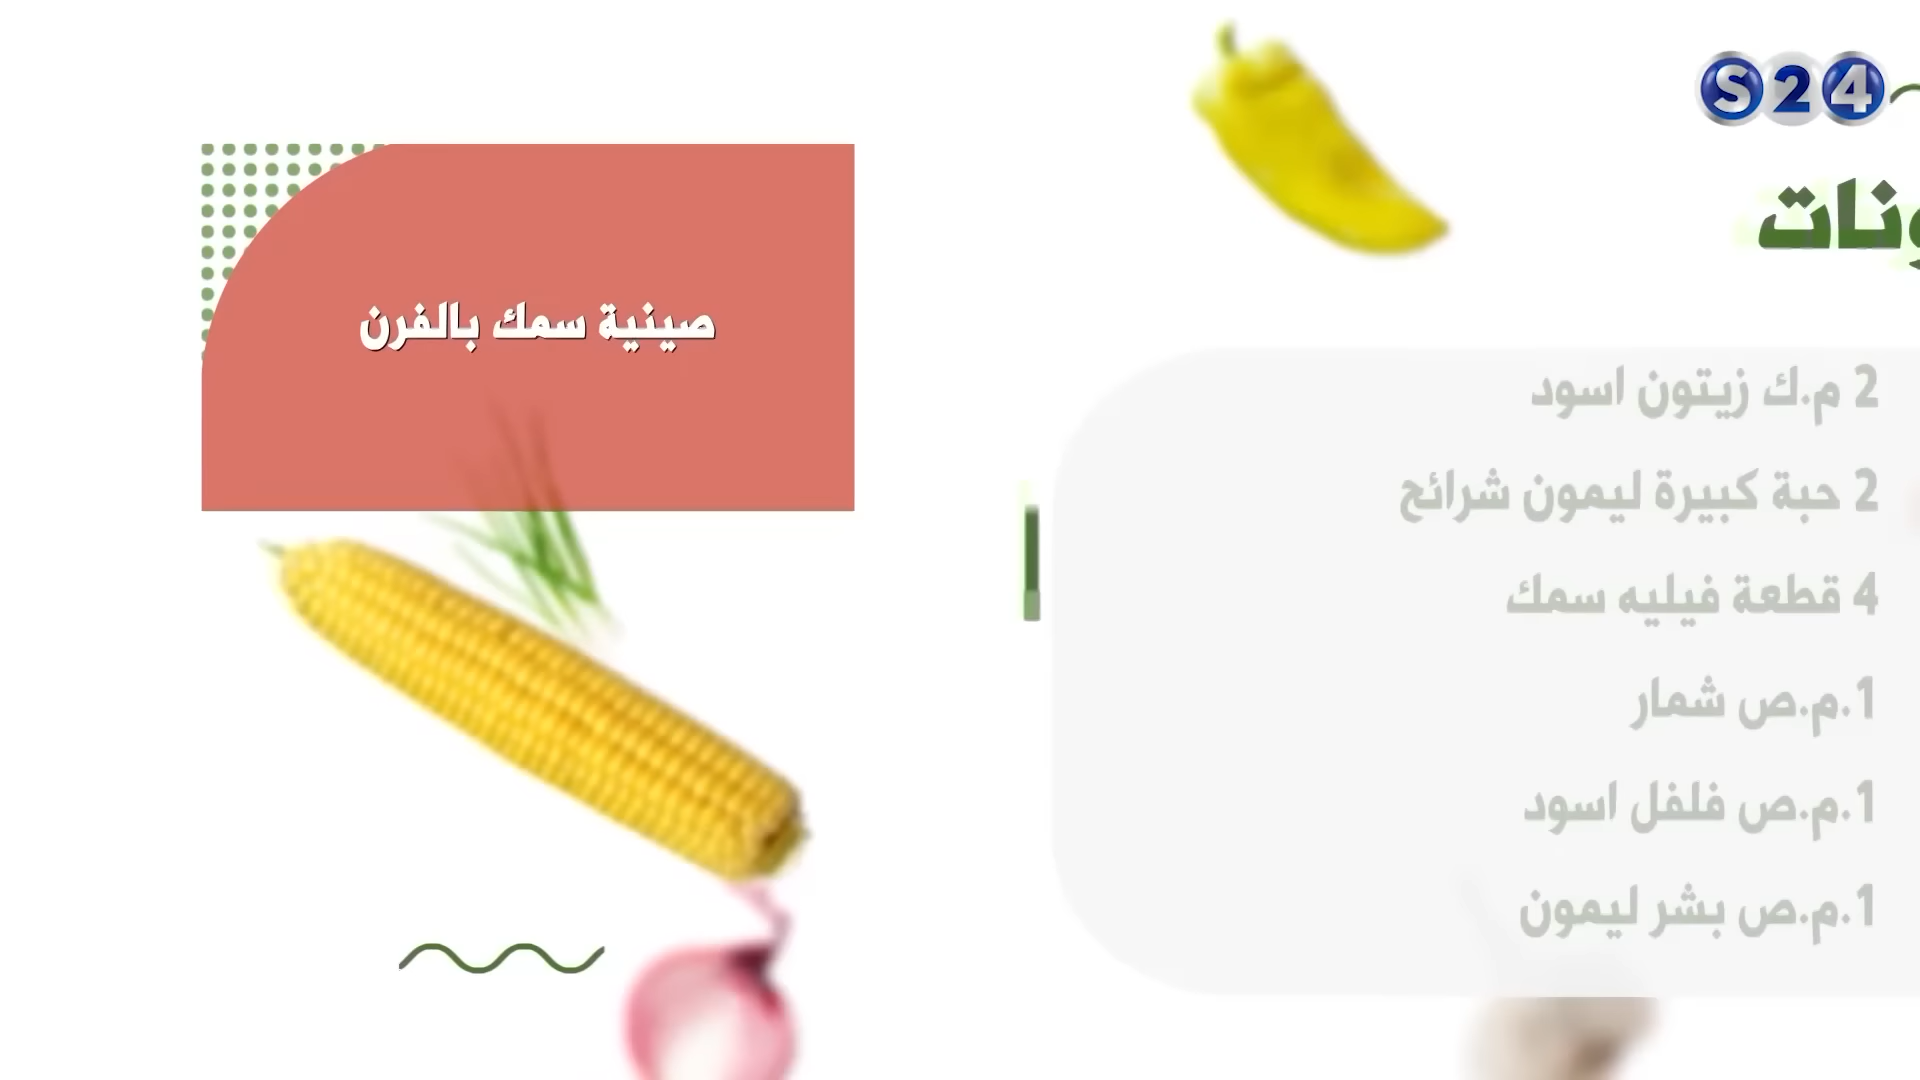 S24
صينية سمك بالفرن
2 م.ك زيتون اسود
2 حبة كبيرة ليمون شرائح
4 قطعة فيليه سمك
1.م.ص شمار
1.م.ص فلفل اسود
1.م.ص بشر ليمون